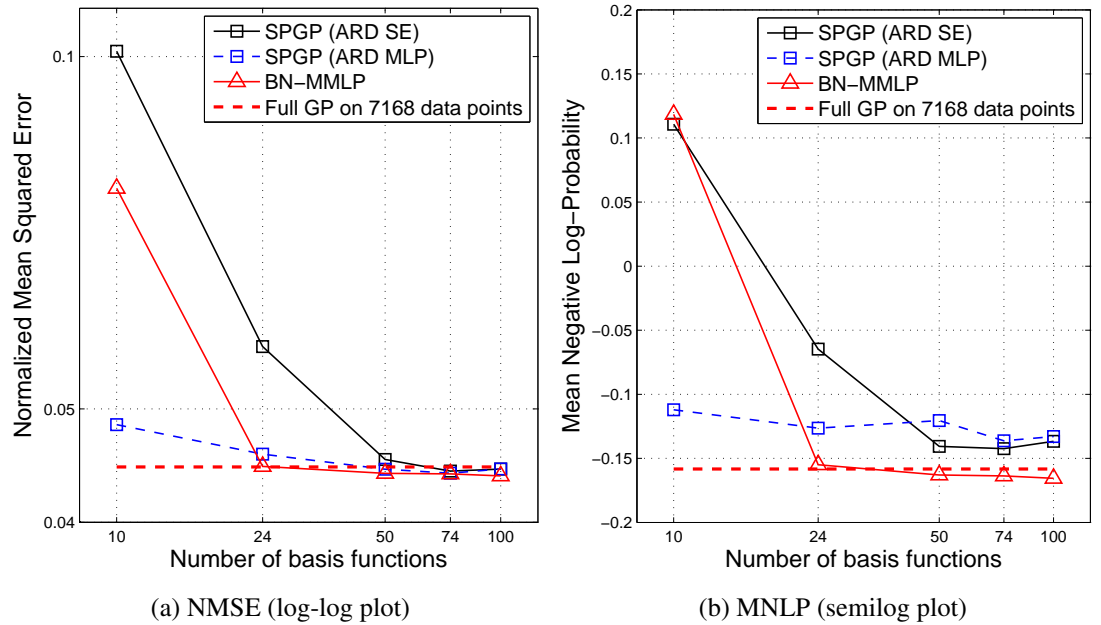 SPGP (ARD SE)
SPGP (ARD MLP)
BN−MMLP
Full GP on 7168 data points
0.1
0.05
0.04
Normalized Mean Squared Error
10
24
50
74
100
Number of basis functions
(a) NMSE (log-log plot)
SPGP (ARD SE)
SPGP (ARD MLP)
BN−MMLP
Full GP on 7168 data points
0.2
0.15
0.1
0.05
0
−0.05
−0.1
−0.15
−0.2
Mean Negative Log−Probability
10
24
50
74
100
Number of basis functions
(b) MNLP (semilog plot)